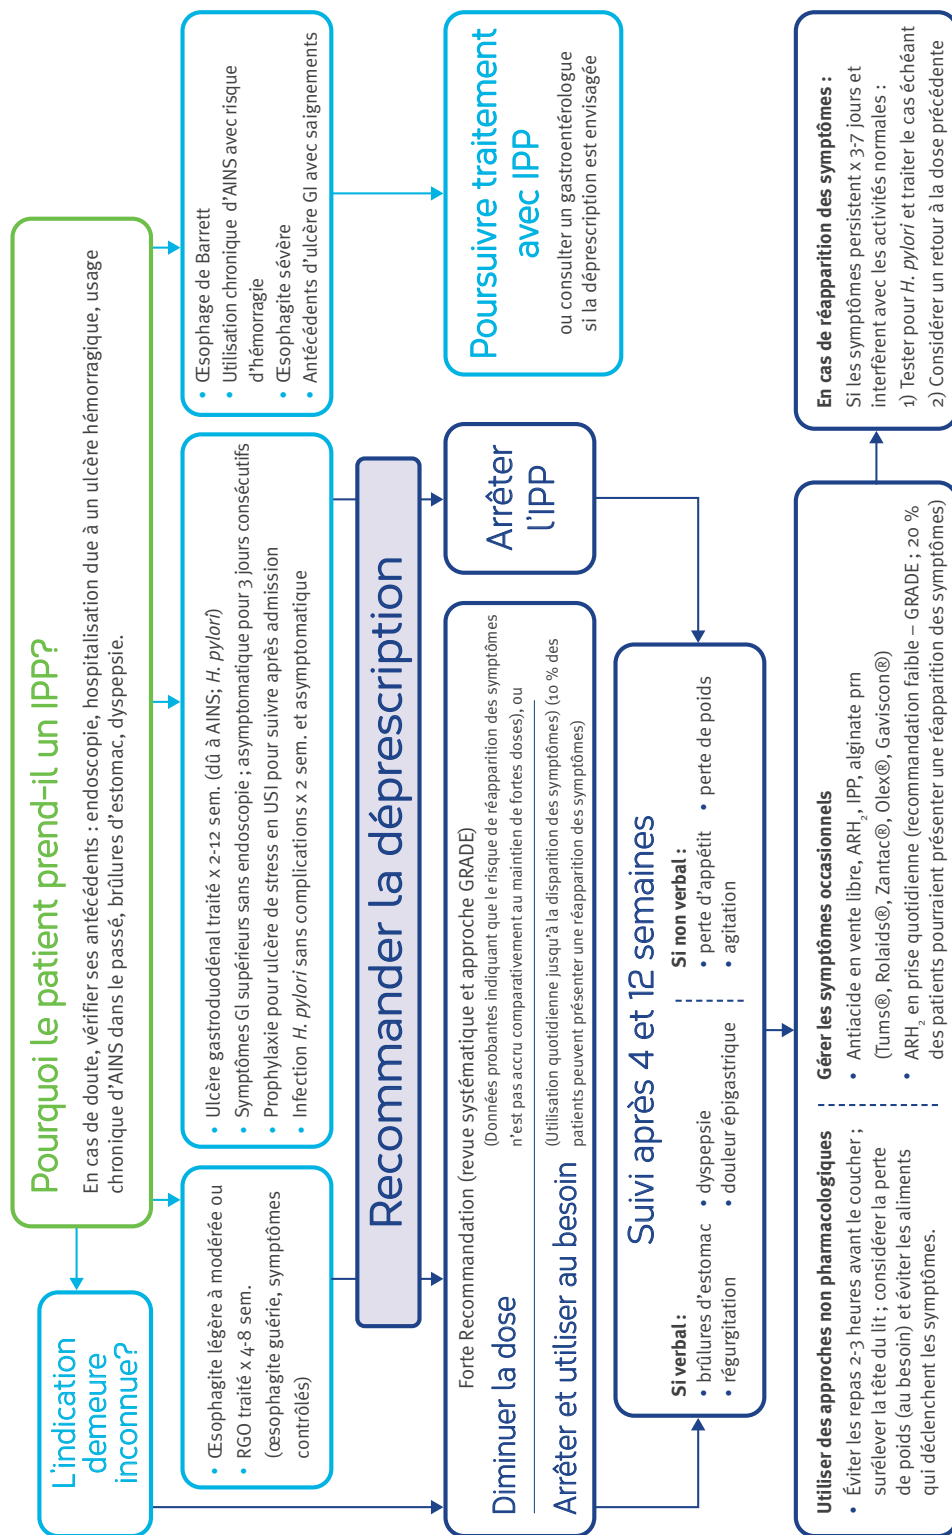 Pourquoi le patient prend-il un IPP?
En cas de doute, vérifier ses antécédents : endoscopie, hospitalisation due à un ulcère hémorragique, usage
chronique d'AINS dans le passé, brûlures d'estomac, dyspepsie.
L'indication
demeure
inconnue?
• Œsophagite légère à modérée ou
• RGO traité x 4-8 sem.
(œsophagite guérie, symptômes
contrôlés)
• Ulcère gastroduodénal traité x 2-12 sem. (dû à AINS; H. pylori)
• Symptômes GI supérieurs sans endoscopie ; asymptomatique pour 3 jours consécutifs
• Prophylaxie pour ulcère de stress en USI pour suivre après admission
• Infection H. pylori sans complications x 2 sem. et asymptomatique
• Œsophage de Barrett
• Utilisation chronique d'AINS avec risque
d'hémorragie
• Œsophagite sévère
• Antécédents d'ulcère GI avec saignements
Recommander la déprescription
Forte Recommandation (revue systématique et approche GRADE)
Diminuer la dose
(Données probantes indiquant que le risque de réapparition des symptômes
n'est pas accru comparativement au maintien de fortes doses), ou
Arrêter et utiliser au besoin
(Utilisation quotidienne jusqu'à la disparition des symptômes) (10 % des
patients peuvent présenter une réapparition des symptômes)
Arrêter
l'IPP
Poursuivre traitement
avec IPP
ou consulter un gastroentérologue
si la déprescription est envisagée
Suivi après 4 et 12 semaines
Si verbal :
• brûlures d'estomac • dyspepsie
• régurgitation • douleur épigastrique
Si non verbal :
• perte d'appétit • perte de poids
• agitation
Utiliser des approches non pharmacologiques
• Éviter les repas 2-3 heures avant le coucher ;
surélever la tête du lit ; considérer la perte
de poids (au besoin) et éviter les aliments
qui déclenchent les symptômes.
Gérer les symptômes occasionnels
• Antiacide en vente libre, ARH₂, IPP, alginate prn
(Tums®, Rolaids®, Zantac®, Olex®, Gaviscon®)
• ARH₂ en prise quotidienne (recommandation faible – GRADE ; 20 %
des patients pourraient présenter une réapparition des symptômes)
En cas de réapparition des symptômes :
Si les symptômes persistent x 3-7 jours et
interfèrent avec les activités normales :
1) Tester pour H. pylori et traiter le cas échéant
2) Considérer un retour à la dose précédente